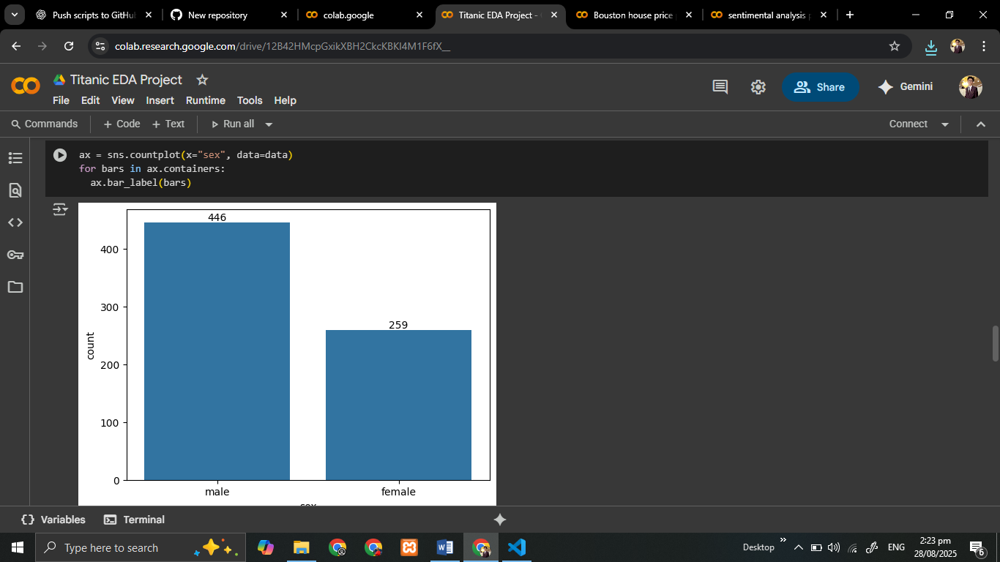 Push scripts to GitHub
New repository
colab.google
Titanic EDA Project -
Bouston house price
sentimental analysis
colab.research.google.com/drive/12B42HMcpGxikXBH2CkcKBKI4M1F6fX__
Titanic EDA Project
File Edit View Insert Runtime Tools Help
Share
Gemini
Commands + Code + Text Run all
Connect
ax = sns.countplot(x="sex", data=data)
for bars in ax.containers:
ax.bar_label(bars)
446
259
400
300
200
100
0
count
male female
sex
Variables Terminal
Type here to search
Desktop
ENG
2:23 pm
28/08/2025
6